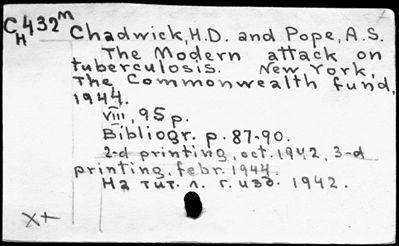 CH432m
Chadwick, H.D. and Pope, A.S.
The Modern attack on
tuberculosis. New York,
The Commonwealth fund,
1944.
VIII, 95 p.
Bibliogr. p. 87-90.
2-d printing, oct. 1942, 3-d
printing, febr. 1944.
На тит. л. г. изд. 1942.
x+